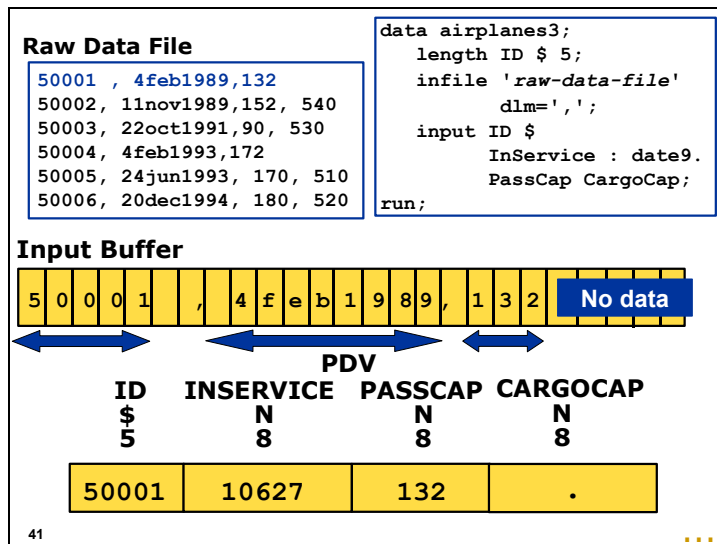 Raw Data File
50001 , 4feb1989,132
50002, 11nov1989,152, 540
50003, 22oct1991,90, 530
50004, 4feb1993,172
50005, 24jun1993, 170, 510
50006, 20dec1994, 180, 520
data airplanes3;
length ID $ 5;
infile 'raw-data-file'
dlm=',';
input ID $
InService : date9.
PassCap CargoCap;
run;
Input Buffer
5 0 0 0 1 , 4 f e b 1 9 8 9 , 1 3 2 No data
PDV
ID INSERVICE PASSCAP CARGOCAP
$ N N N
5 8 8 8
50001 10627 132 .
41 ...